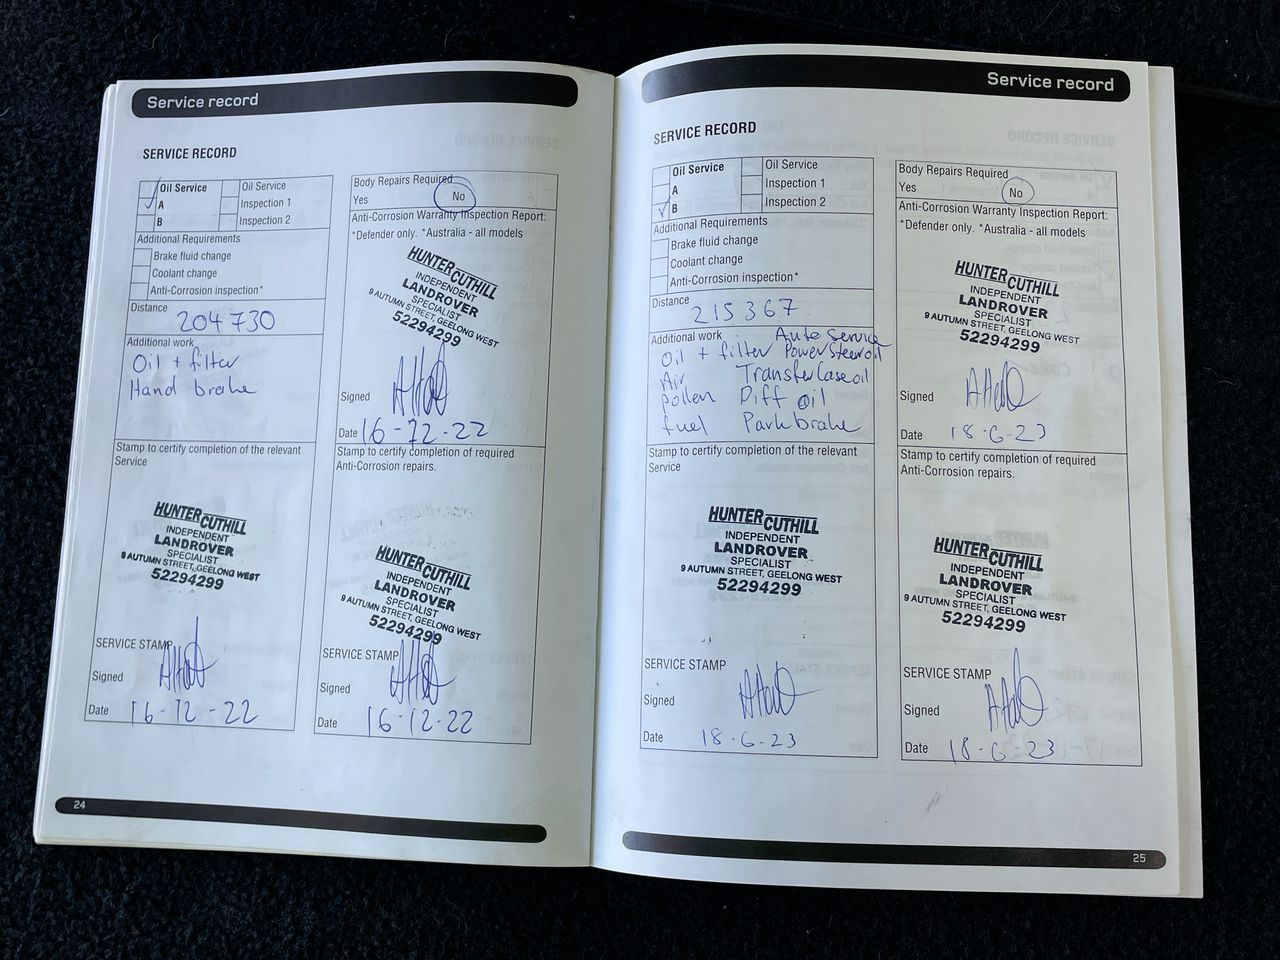 Service record
SERVICE RECORD
Oil Service
A
B
Oil Service
Inspection 1
Inspection 2
Additional Requirements
Brake fluid change
Coolant change
Anti-Corrosion inspection*
Distance
204730
Additional work
Oil + filter
Hand brake
Stamp to certify completion of the relevant
Service
HUNTER CUTHILL
INDEPENDENT
LANDROVER
SPECIALIST
9 AUTUMN STREET, GEELONG WEST
52294299
SERVICE STAMP
Signed
Date 16-12-22
Body Repairs Required
Yes No
Anti-Corrosion Warranty Inspection Report:
*Defender only. *Australia - all models
HUNTER CUTHILL
INDEPENDENT
LANDROVER
SPECIALIST
9 AUTUMN STREET, GEELONG WEST
52294299
Signed
Date 16-12-22
Stamp to certify completion of required
Anti-Corrosion repairs.
HUNTER CUTHILL
INDEPENDENT
LANDROVER
SPECIALIST
9 AUTUMN STREET, GEELONG WEST
52294299
SERVICE STAMP
Signed
Date 16-12-22
24
Service record
SERVICE RECORD
Oil Service
A
B
Oil Service
Inspection 1
Inspection 2
Additional Requirements
Brake fluid change
Coolant change
Anti-Corrosion inspection*
Distance
215367
Additional work Auto service
Oil + filter Power Steer oil
Air Transfer Case oil
pollen Diff oil
fuel Park brake
Stamp to certify completion of the relevant
Service
HUNTER CUTHILL
INDEPENDENT
LANDROVER
SPECIALIST
9 AUTUMN STREET, GEELONG WEST
52294299
SERVICE STAMP
Signed
Date 18.6.23
Body Repairs Required
Yes No
Anti-Corrosion Warranty Inspection Report:
*Defender only. *Australia - all models
HUNTER CUTHILL
INDEPENDENT
LANDROVER
SPECIALIST
9 AUTUMN STREET, GEELONG WEST
52294299
Signed
Date 18.6.23
Stamp to certify completion of required
Anti-Corrosion repairs.
HUNTER CUTHILL
INDEPENDENT
LANDROVER
SPECIALIST
9 AUTUMN STREET, GEELONG WEST
52294299
SERVICE STAMP
Signed
Date 18.6.23
25